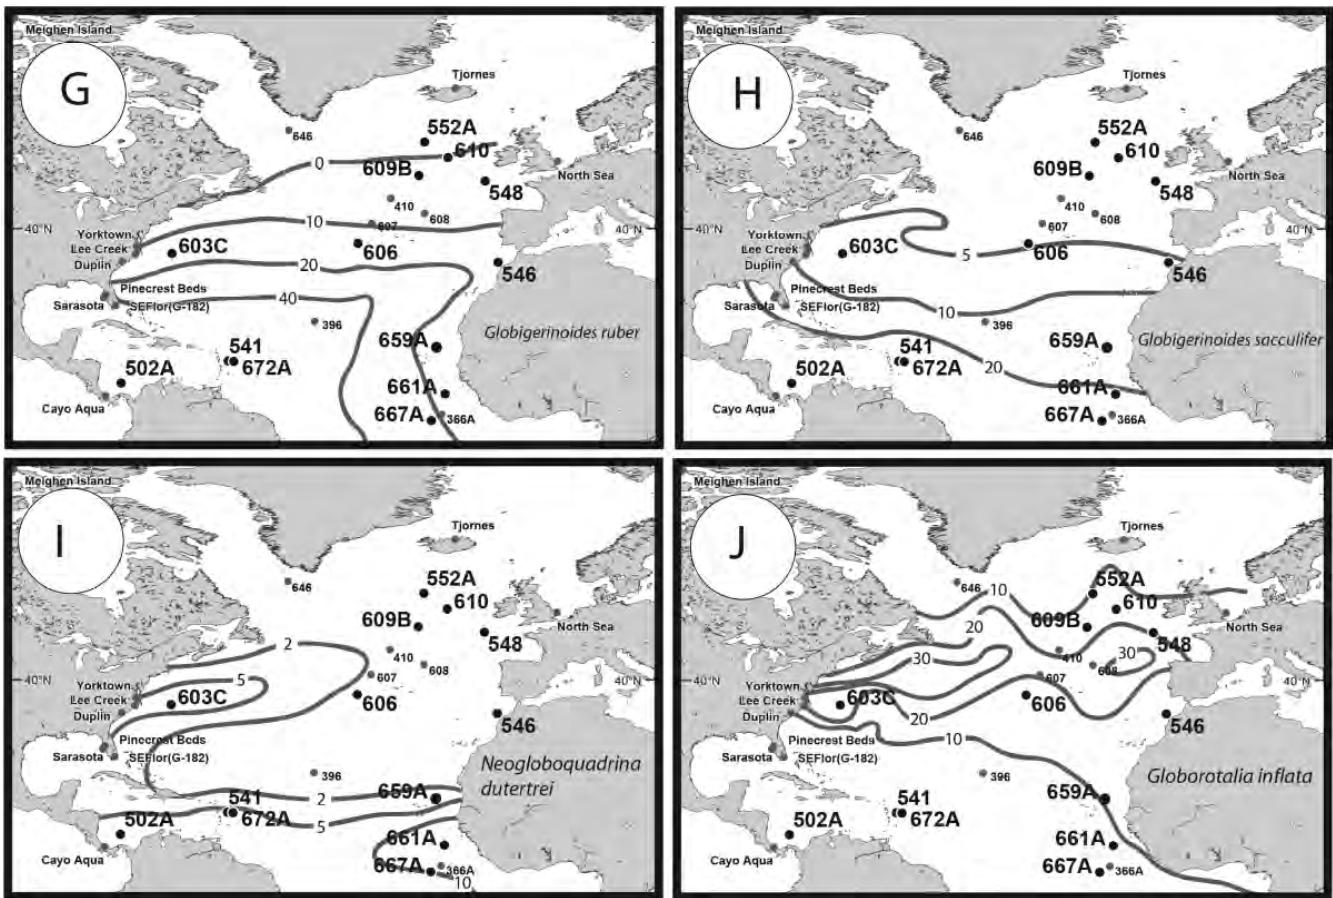 Meighen Island
G
Tjornes
646
552A
610
0
609B
North Sea
548
410
608
10
607
40˚N
Yorktown
Lee Creek
603C
606
Duplin
20
546
Pinecrest Beds
40
Sarasota
SEFlor(G-182)
396
Globigerinoides ruber
541
659A
672A
502A
661A
Cayo Aqua
667A
366A
Meighen Island
H
Tjornes
646
552A
610
609B
North Sea
548
410
608
607
40˚N
Yorktown
Lee Creek
603C
5
606
Duplin
546
Pinecrest Beds
Sarasota
SEFlor(G-182)
10
396
Globigerinoides sacculifer
541
659A
672A
20
502A
661A
Cayo Aqua
667A
366A
Meighen Island
I
Tjornes
646
552A
610
609B
North Sea
548
2
410
608
607
40˚N
5
Yorktown
Lee Creek
603C
606
Duplin
546
Pinecrest Beds
Sarasota
SEFlor(G-182)
396
Neogloboquadrina
dutertrei
2
659A
541
672A
5
502A
661A
Cayo Aqua
667A
366A
10
Meighen Island
J
Tjornes
646
10
552A
610
20
609B
North Sea
548
410
30
30
608
607
40˚N
Yorktown
Lee Creek
603C
606
Duplin
20
546
Pinecrest Beds
10
Sarasota
SEFlor(G-182)
396
Globorotalia inflata
541
659A
672A
502A
661A
Cayo Aqua
667A
366A